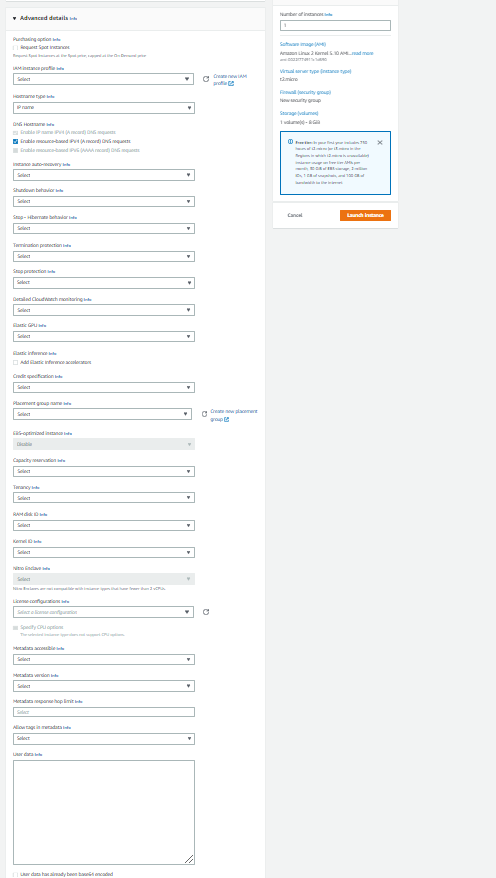 Advanced details Info
Purchasing option Info
Request Spot Instances
Request Spot Instances at the Spot price, capped at the On-Demand price
IAM instance profile Info
Select
Create new IAM
profile
Hostname type Info
IP name
DNS Hostname Info
Enable IP name IPv4 (A record) DNS requests
Enable resource-based IPV4 (A record) DNS requests
Enable resource-based IPV6 (AAAA record) DNS requests
Instance auto-recovery Info
Select
Shutdown behavior Info
Select
Stop - Hibernate behavior Info
Select
Termination protection Info
Select
Stop protection Info
Select
Detailed CloudWatch monitoring Info
Select
Elastic GPU Info
Select
Elastic inference Info
Add Elastic inference accelerators
Credit specification Info
Select
Placement group name Info
Select
Create new placement
group
EBS-optimized instance Info
Disable
Capacity reservation Info
Select
Tenancy Info
Select
RAM disk ID Info
Select
Kernel ID Info
Select
Nitro Enclave Info
Select
Nitro Enclaves are not compatible with instance types that have fewer than 2 vCPUs.
License configurations Info
Select a license configuration
Specify CPU options
The selected instance type does not support CPU options.
Metadata accessible Info
Select
Metadata version Info
Select
Metadata response hop limit Info
Select
Allow tags in metadata Info
Select
User data Info
User data has already been base64 encoded
Number of instances Info
1
Software Image (AMI)
Amazon Linux 2 Kernel 5.10 AMI...read more
Virtual server type (instance type)
t2.micro
Firewall (security group)
New security group
Storage (volumes)
1 volume(s) - 8 GiB
Free tier: In your first year includes 750
hours of t2.micro (or t3.micro in the
Regions in which t2.micro is unavailable)
instance usage on free tier AMIs per
month, 30 GiB of EBS storage, 2 million
IOs, 1 GB of snapshots, and 100 GB of
bandwidth to the internet.
Cancel
Launch instance